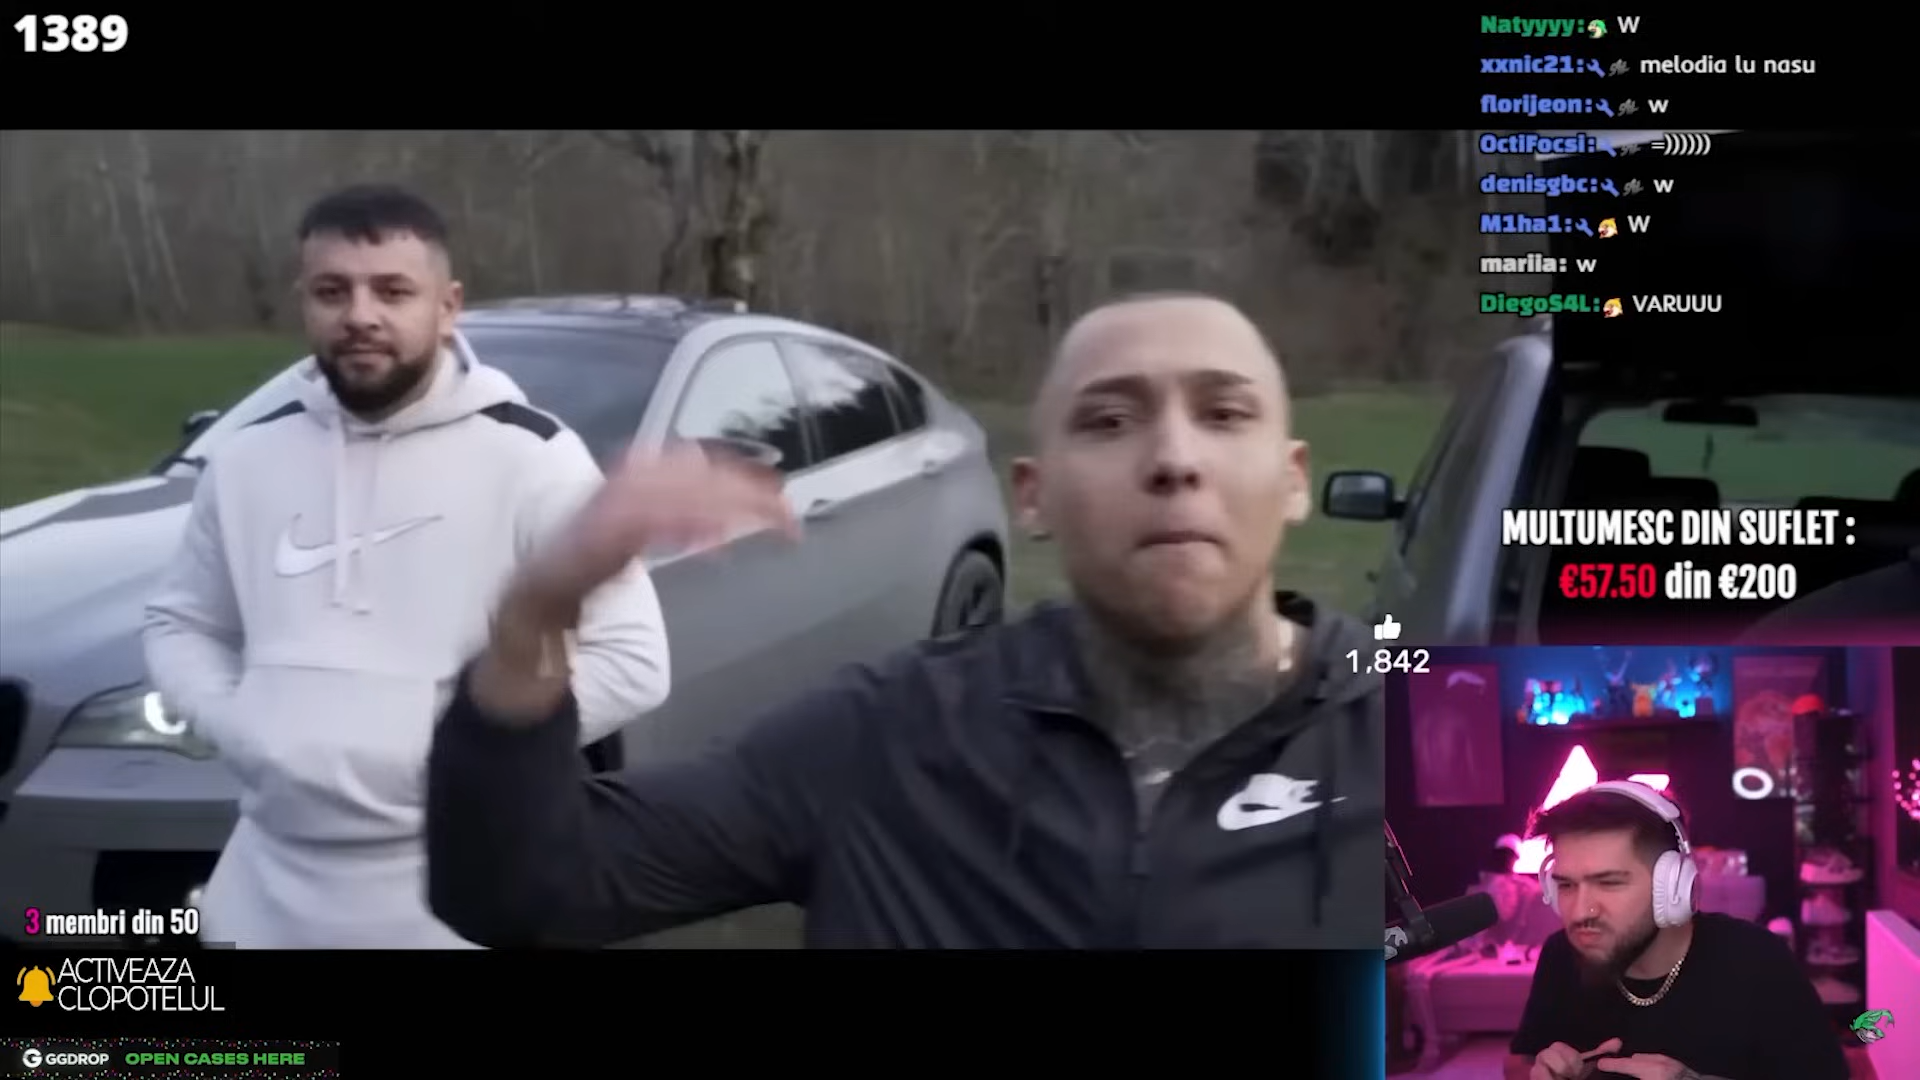 1389
Natyyyy: W
xxnic21: melodia lu nasu
florijeon: w
OctiFocsi: =))))))
denisgbc: w
M1ha1: W
mariia: w
DiegoS4L: VARUUU
MULTUMESC DIN SUFLET :
€57.50 din €200
1,842
3 membri din 50
ACTIVEAZA
CLOPOTELUL
GGDROP OPEN CASES HERE